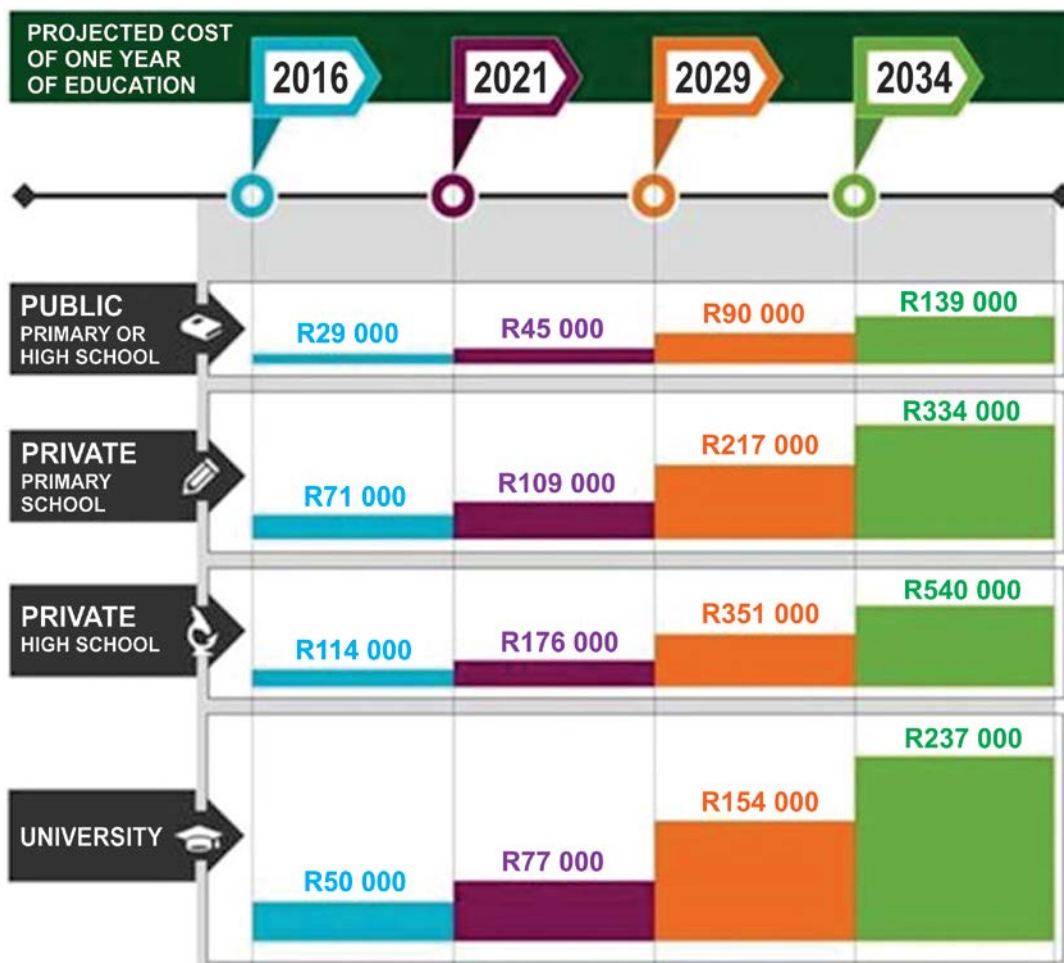 PROJECTED COST
OF ONE YEAR
OF EDUCATION
2016
2021
2029
2034
PUBLIC
PRIMARY OR
HIGH SCHOOL
R29 000
R45 000
R90 000
R139 000
PRIVATE
PRIMARY
SCHOOL
R71 000
R109 000
R217 000
R334 000
PRIVATE
HIGH SCHOOL
R114 000
R176 000
R351 000
R540 000
UNIVERSITY
R50 000
R77 000
R154 000
R237 000